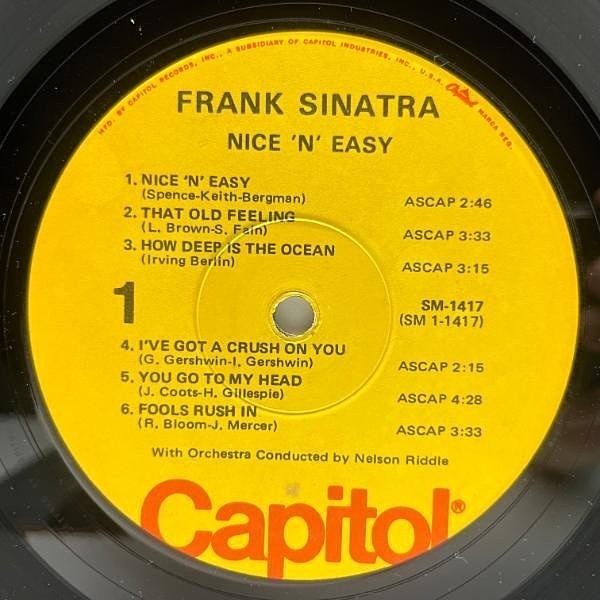 MFD. BY CAPITOL RECORDS, INC., A SUBSIDIARY OF CAPITOL INDUSTRIES, INC., U.S.A. Capitol MARCA REG.
FRANK SINATRA
NICE 'N' EASY
1. NICE 'N' EASY
(Spence-Keith-Bergman) ASCAP 2:46
2. THAT OLD FEELING
(L. Brown-S. Fain) ASCAP 3:33
3. HOW DEEP IS THE OCEAN
(Irving Berlin) ASCAP 3:15
1
SM-1417
(SM 1-1417)
4. I'VE GOT A CRUSH ON YOU
(G. Gershwin-I. Gershwin) ASCAP 2:15
5. YOU GO TO MY HEAD
(J. Coots-H. Gillespie) ASCAP 4:28
6. FOOLS RUSH IN
(R. Bloom-J. Mercer) ASCAP 3:33
With Orchestra Conducted by Nelson Riddle
Capitol®